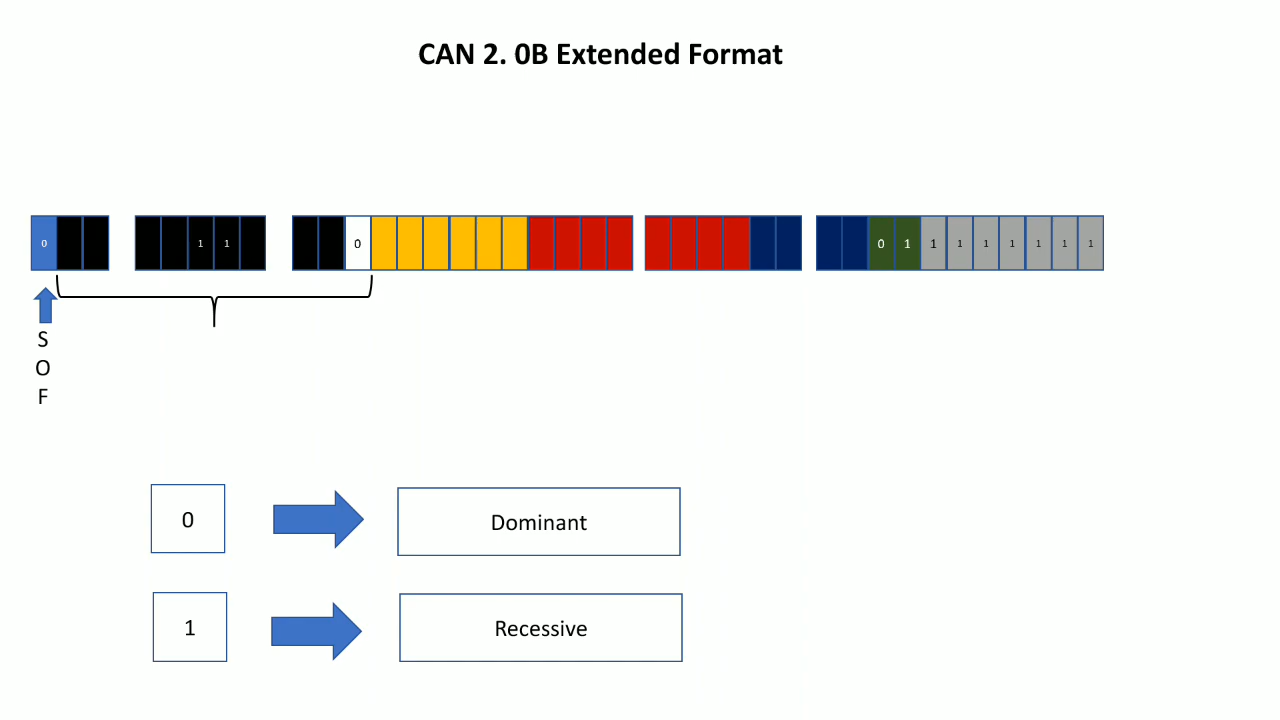 CAN 2. 0B Extended Format
0 1 1 0 0 1 1 1 1 1 1 1 1
S
O
F
0 Dominant
1 Recessive